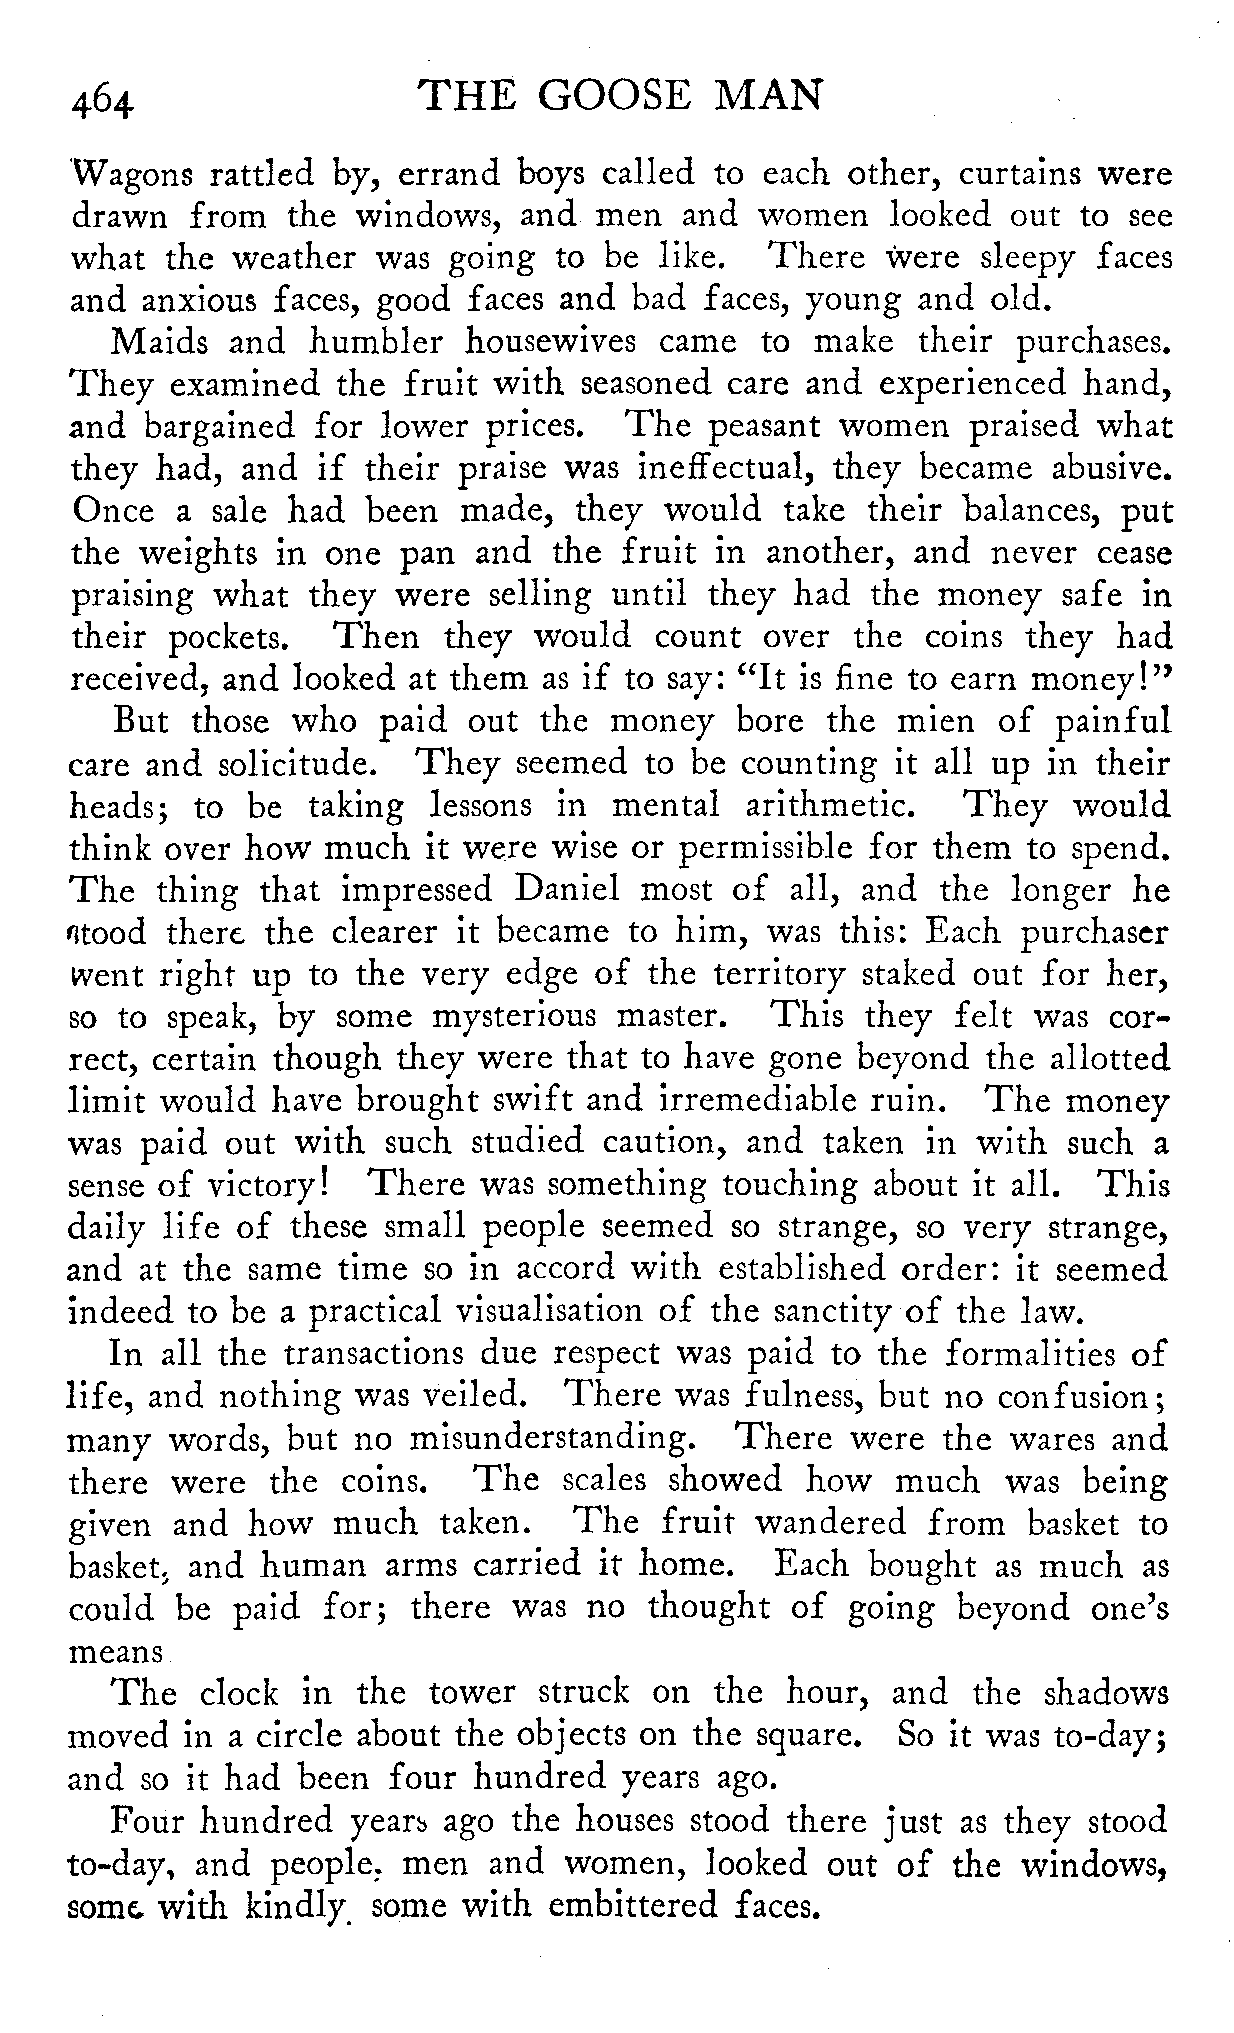 464 THE GOOSE MAN
Wagons rattled by, errand boys called to each other, curtains were
drawn from the windows, and men and women looked out to see
what the weather was going to be like. There were sleepy faces
and anxious faces, good faces and bad faces, young and old.
Maids and humbler housewives came to make their purchases.
They examined the fruit with seasoned care and experienced hand,
and bargained for lower prices. The peasant women praised what
they had, and if their praise was ineffectual, they became abusive.
Once a sale had been made, they would take their balances, put
the weights in one pan and the fruit in another, and never cease
praising what they were selling until they had the money safe in
their pockets. Then they would count over the coins they had
received, and looked at them as if to say: “It is fine to earn money!”
But those who paid out the money bore the mien of painful
care and solicitude. They seemed to be counting it all up in their
heads; to be taking lessons in mental arithmetic. They would
think over how much it were wise or permissible for them to spend.
The thing that impressed Daniel most of all, and the longer he
stood there the clearer it became to him, was this: Each purchaser
went right up to the very edge of the territory staked out for her,
so to speak, by some mysterious master. This they felt was cor-
rect, certain though they were that to have gone beyond the allotted
limit would have brought swift and irremediable ruin. The money
was paid out with such studied caution, and taken in with such a
sense of victory! There was something touching about it all. This
daily life of these small people seemed so strange, so very strange,
and at the same time so in accord with established order: it seemed
indeed to be a practical visualisation of the sanctity of the law.
In all the transactions due respect was paid to the formalities of
life, and nothing was veiled. There was fulness, but no confusion;
many words, but no misunderstanding. There were the wares and
there were the coins. The scales showed how much was being
given and how much taken. The fruit wandered from basket to
basket, and human arms carried it home. Each bought as much as
could be paid for; there was no thought of going beyond one’s
means
The clock in the tower struck on the hour, and the shadows
moved in a circle about the objects on the square. So it was to-day;
and so it had been four hundred years ago.
Four hundred years ago the houses stood there just as they stood
to-day, and people, men and women, looked out of the windows,
some with kindly, some with embittered faces.